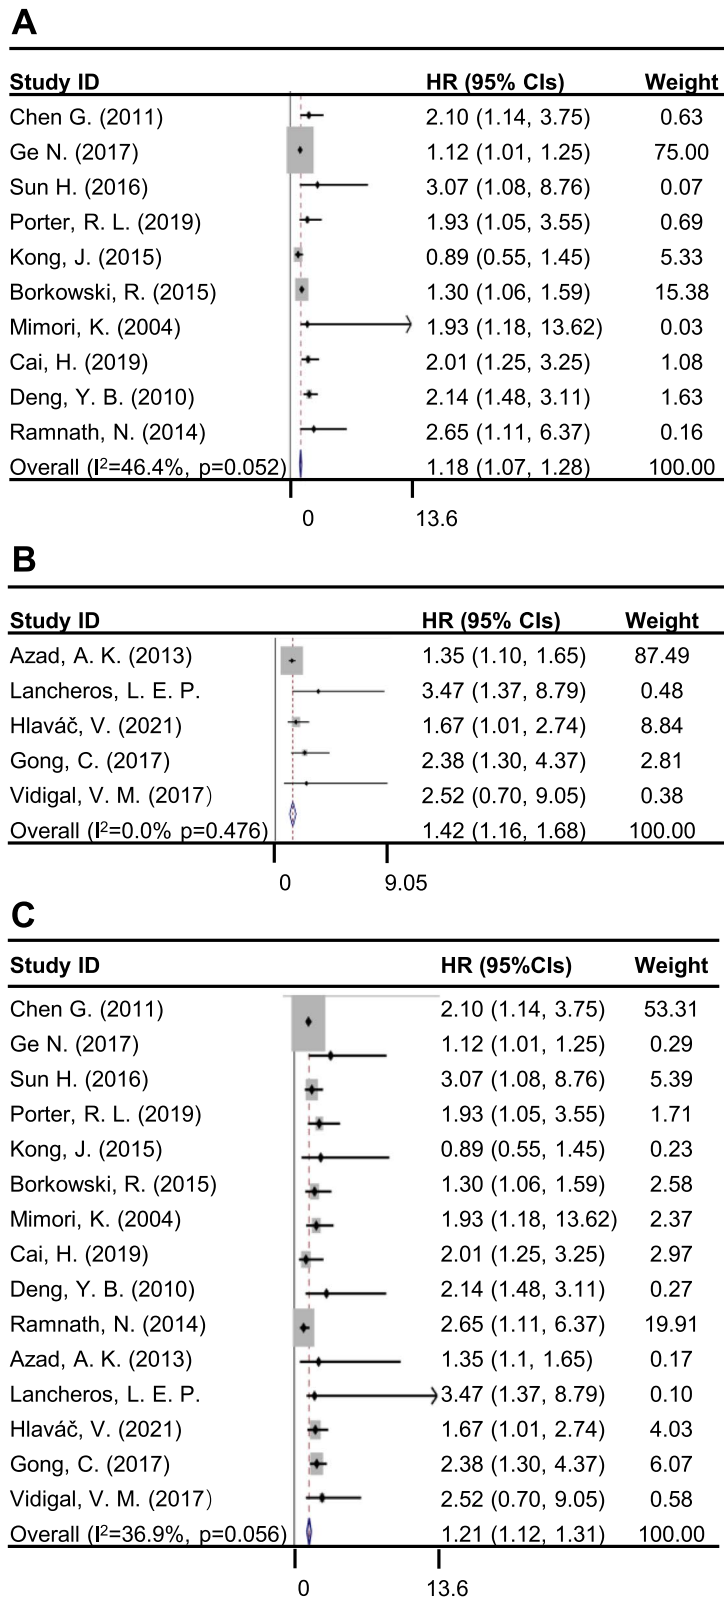 A
Study ID HR (95% CIs) Weight
Chen G. (2011) 2.10 (1.14, 3.75) 0.63
Ge N. (2017) 1.12 (1.01, 1.25) 75.00
Sun H. (2016) 3.07 (1.08, 8.76) 0.07
Porter, R. L. (2019) 1.93 (1.05, 3.55) 0.69
Kong, J. (2015) 0.89 (0.55, 1.45) 5.33
Borkowski, R. (2015) 1.30 (1.06, 1.59) 15.38
Mimori, K. (2004) 1.93 (1.18, 13.62) 0.03
Cai, H. (2019) 2.01 (1.25, 3.25) 1.08
Deng, Y. B. (2010) 2.14 (1.48, 3.11) 1.63
Ramnath, N. (2014) 2.65 (1.11, 6.37) 0.16
Overall (I²=46.4%, p=0.052) 1.18 (1.07, 1.28) 100.00
0 13.6
B
Study ID HR (95% CIs) Weight
Azad, A. K. (2013) 1.35 (1.10, 1.65) 87.49
Lancheros, L. E. P. 3.47 (1.37, 8.79) 0.48
Hlaváč, V. (2021) 1.67 (1.01, 2.74) 8.84
Gong, C. (2017) 2.38 (1.30, 4.37) 2.81
Vidigal, V. M. (2017) 2.52 (0.70, 9.05) 0.38
Overall (I²=0.0% p=0.476) 1.42 (1.16, 1.68) 100.00
0 9.05
C
Study ID HR (95%CIs) Weight
Chen G. (2011) 2.10 (1.14, 3.75) 53.31
Ge N. (2017) 1.12 (1.01, 1.25) 0.29
Sun H. (2016) 3.07 (1.08, 8.76) 5.39
Porter, R. L. (2019) 1.93 (1.05, 3.55) 1.71
Kong, J. (2015) 0.89 (0.55, 1.45) 0.23
Borkowski, R. (2015) 1.30 (1.06, 1.59) 2.58
Mimori, K. (2004) 1.93 (1.18, 13.62) 2.37
Cai, H. (2019) 2.01 (1.25, 3.25) 2.97
Deng, Y. B. (2010) 2.14 (1.48, 3.11) 0.27
Ramnath, N. (2014) 2.65 (1.11, 6.37) 19.91
Azad, A. K. (2013) 1.35 (1.1, 1.65) 0.17
Lancheros, L. E. P. 3.47 (1.37, 8.79) 0.10
Hlaváč, V. (2021) 1.67 (1.01, 2.74) 4.03
Gong, C. (2017) 2.38 (1.30, 4.37) 6.07
Vidigal, V. M. (2017) 2.52 (0.70, 9.05) 0.58
Overall (I²=36.9%, p=0.056) 1.21 (1.12, 1.31) 100.00
0 13.6